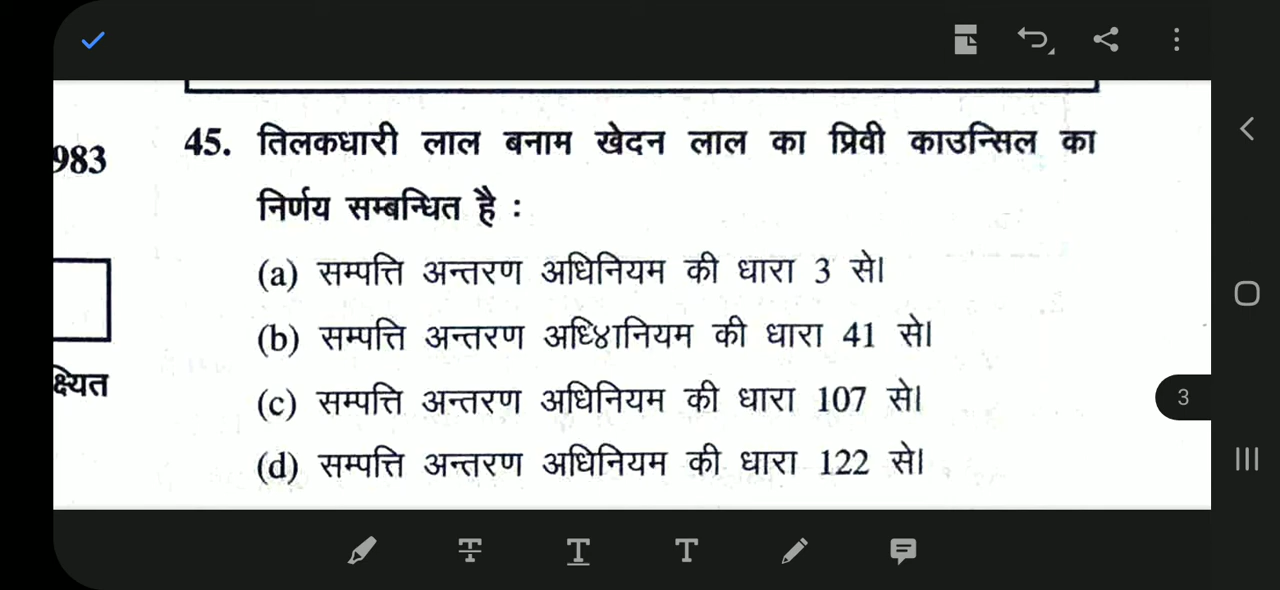 983
45. तिलकधारी लाल बनाम खेदन लाल का प्रिवी काउन्सिल का
निर्णय सम्बन्धित है :
(a) सम्पत्ति अन्तरण अधिनियम की धारा 3 से।
(b) सम्पत्ति अन्तरण अधि४ानियम की धारा 41 से।
क्ष्यित
(c) सम्पत्ति अन्तरण अधिनियम की धारा 107 से।
3
(d) सम्पत्ति अन्तरण अधिनियम की धारा 122 से।